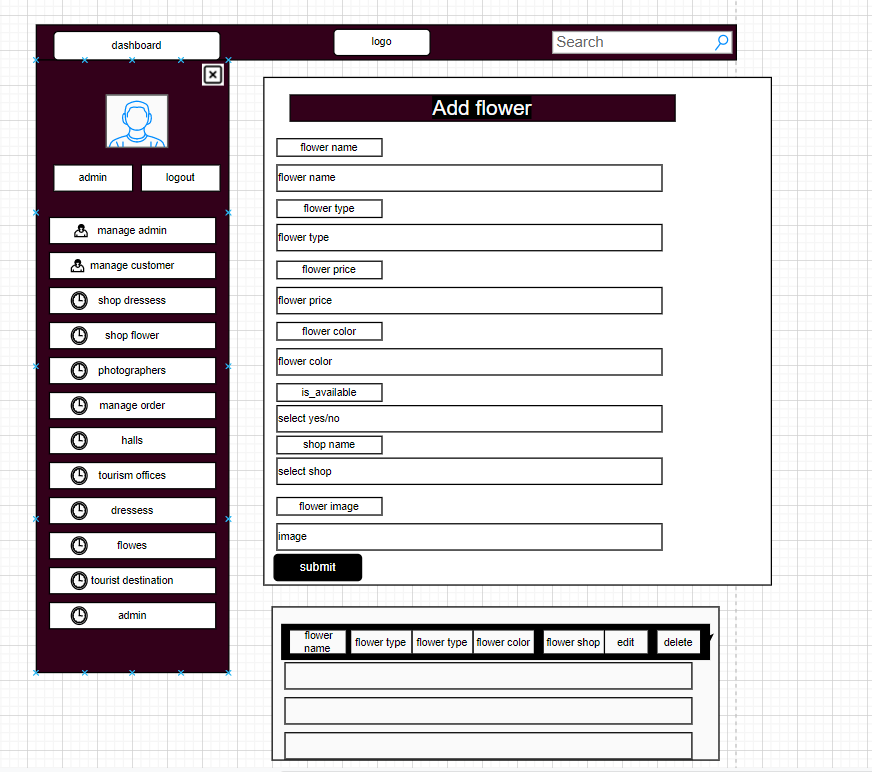 dashboard
logo
Search
admin
logout
manage admin
manage customer
shop dressess
shop flower
photographers
manage order
halls
tourism offices
dressess
flowes
tourist destination
admin
Add flower
flower name
flower name
flower type
flower type
flower price
flower price
flower color
flower color
is_available
select yes/no
shop name
select shop
flower image
image
submit
flower
name
flower type
flower type
flower color
flower shop
edit
delete